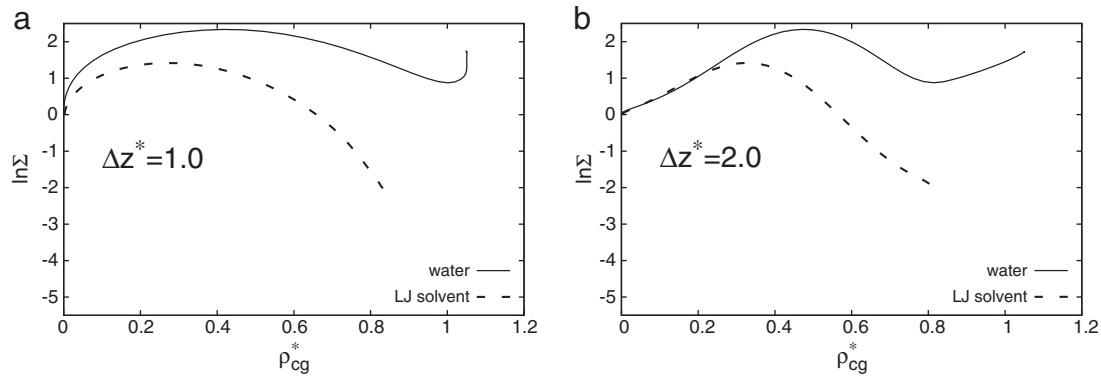 a
2
1
0
-1
-2
-3
-4
-5
lnΣ
Δz*=1.0
water
LJ solvent
0 0.2 0.4 0.6 0.8 1 1.2
ρ*cg
b
2
1
0
-1
-2
-3
-4
-5
lnΣ
Δz*=2.0
water
LJ solvent
0 0.2 0.4 0.6 0.8 1 1.2
ρ*cg